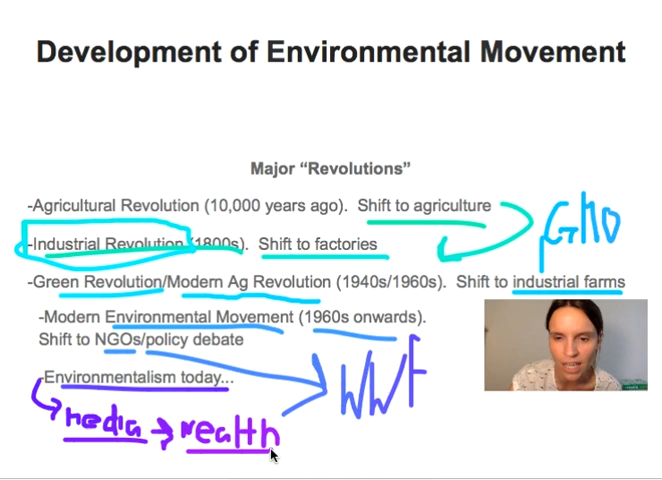 Development of Environmental Movement
Major “Revolutions”
-Agricultural Revolution (10,000 years ago). Shift to agriculture
GMO
-Industrial Revolution (1800s). Shift to factories
-Green Revolution/Modern Ag Revolution (1940s/1960s). Shift to industrial farms
-Modern Environmental Movement (1960s onwards).
Shift to NGOs/policy debate
-Environmentalism today...
WWF
media → wealth